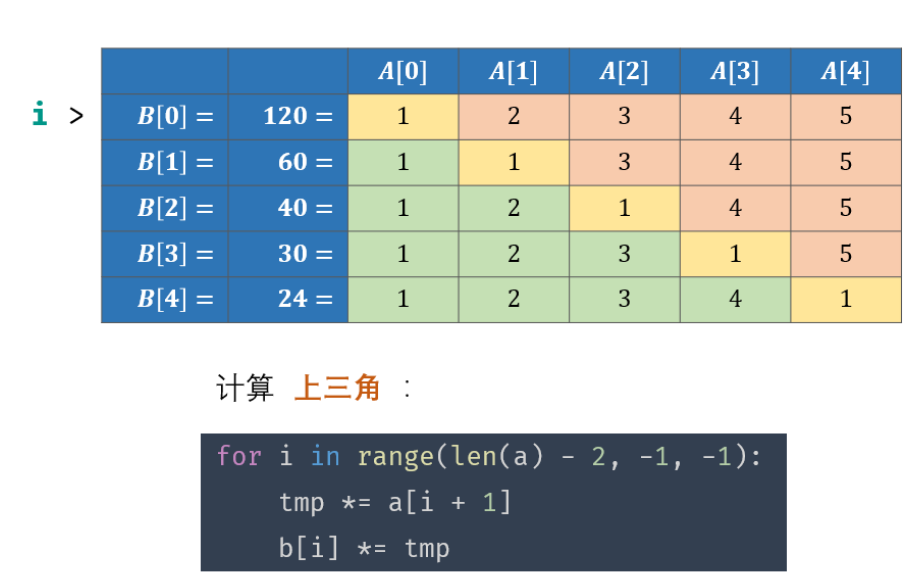 A[0] A[1] A[2] A[3] A[4]
i > B[0] = 120 = 1 2 3 4 5
B[1] = 60 = 1 1 3 4 5
B[2] = 40 = 1 2 1 4 5
B[3] = 30 = 1 2 3 1 5
B[4] = 24 = 1 2 3 4 1
计算 上三角 :
for i in range(len(a) - 2, -1, -1):
    tmp *= a[i + 1]
    b[i] *= tmp